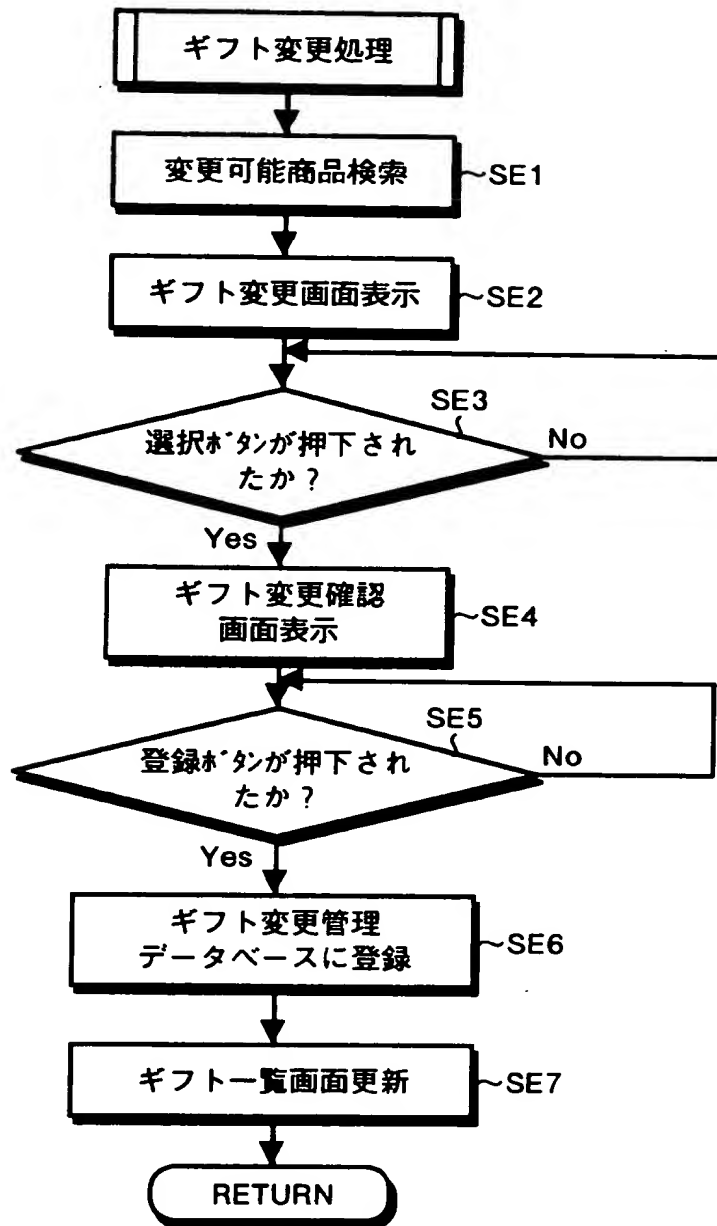 ギフト変更処理
変更可能商品検索
~SE1
ギフト変更画面表示
~SE2
SE3
選択ボタンが押下され
たか?
No
Yes
ギフト変更確認
画面表示
~SE4
SE5
登録ボタンが押下され
たか?
No
Yes
ギフト変更管理
データベースに登録
~SE6
ギフト一覧画面更新
~SE7
RETURN